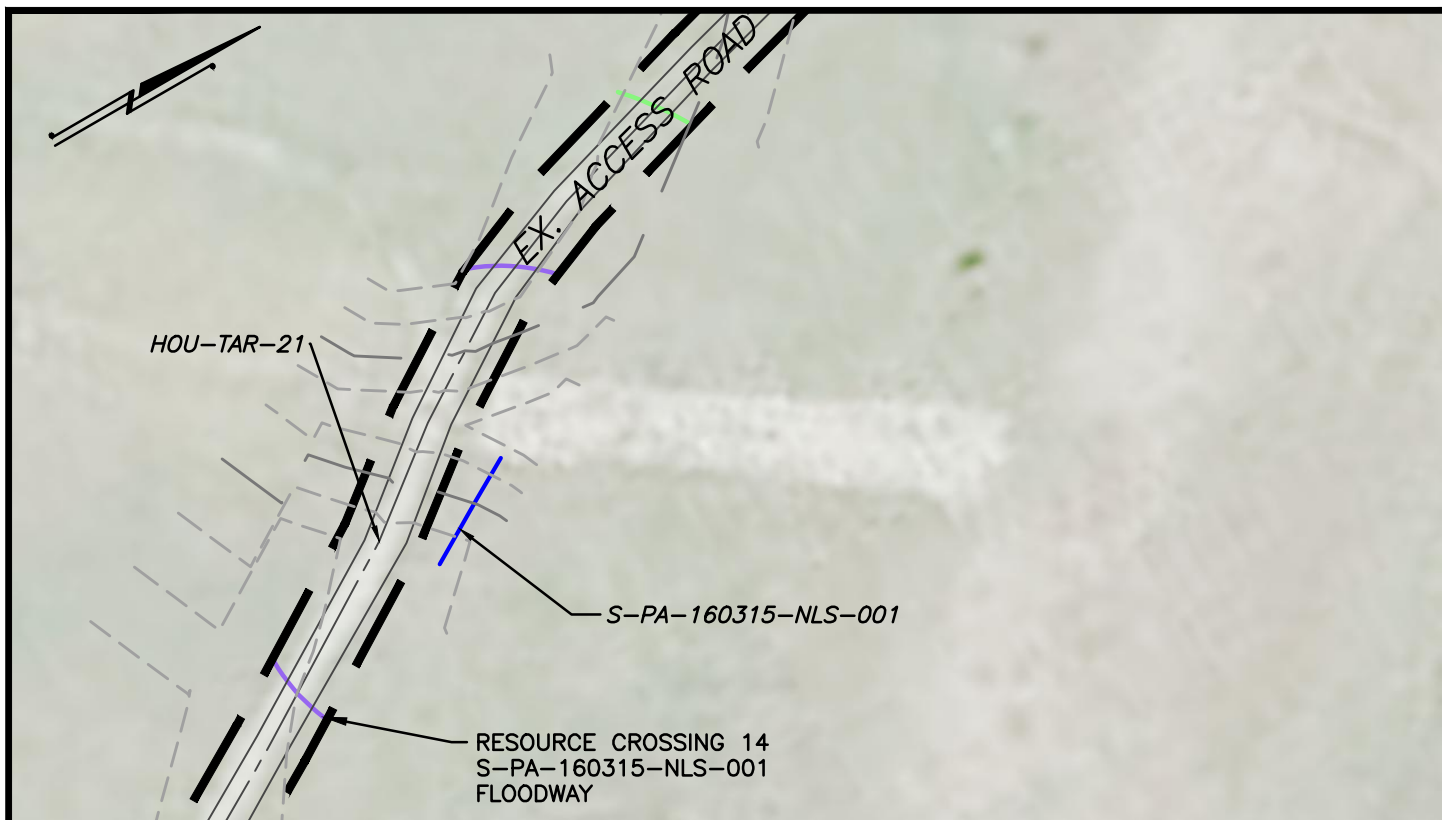 EX. ACCESS ROAD
HOU-TAR-21
S-PA-160315-NLS-001
RESOURCE CROSSING 14
S-PA-160315-NLS-001
FLOODWAY